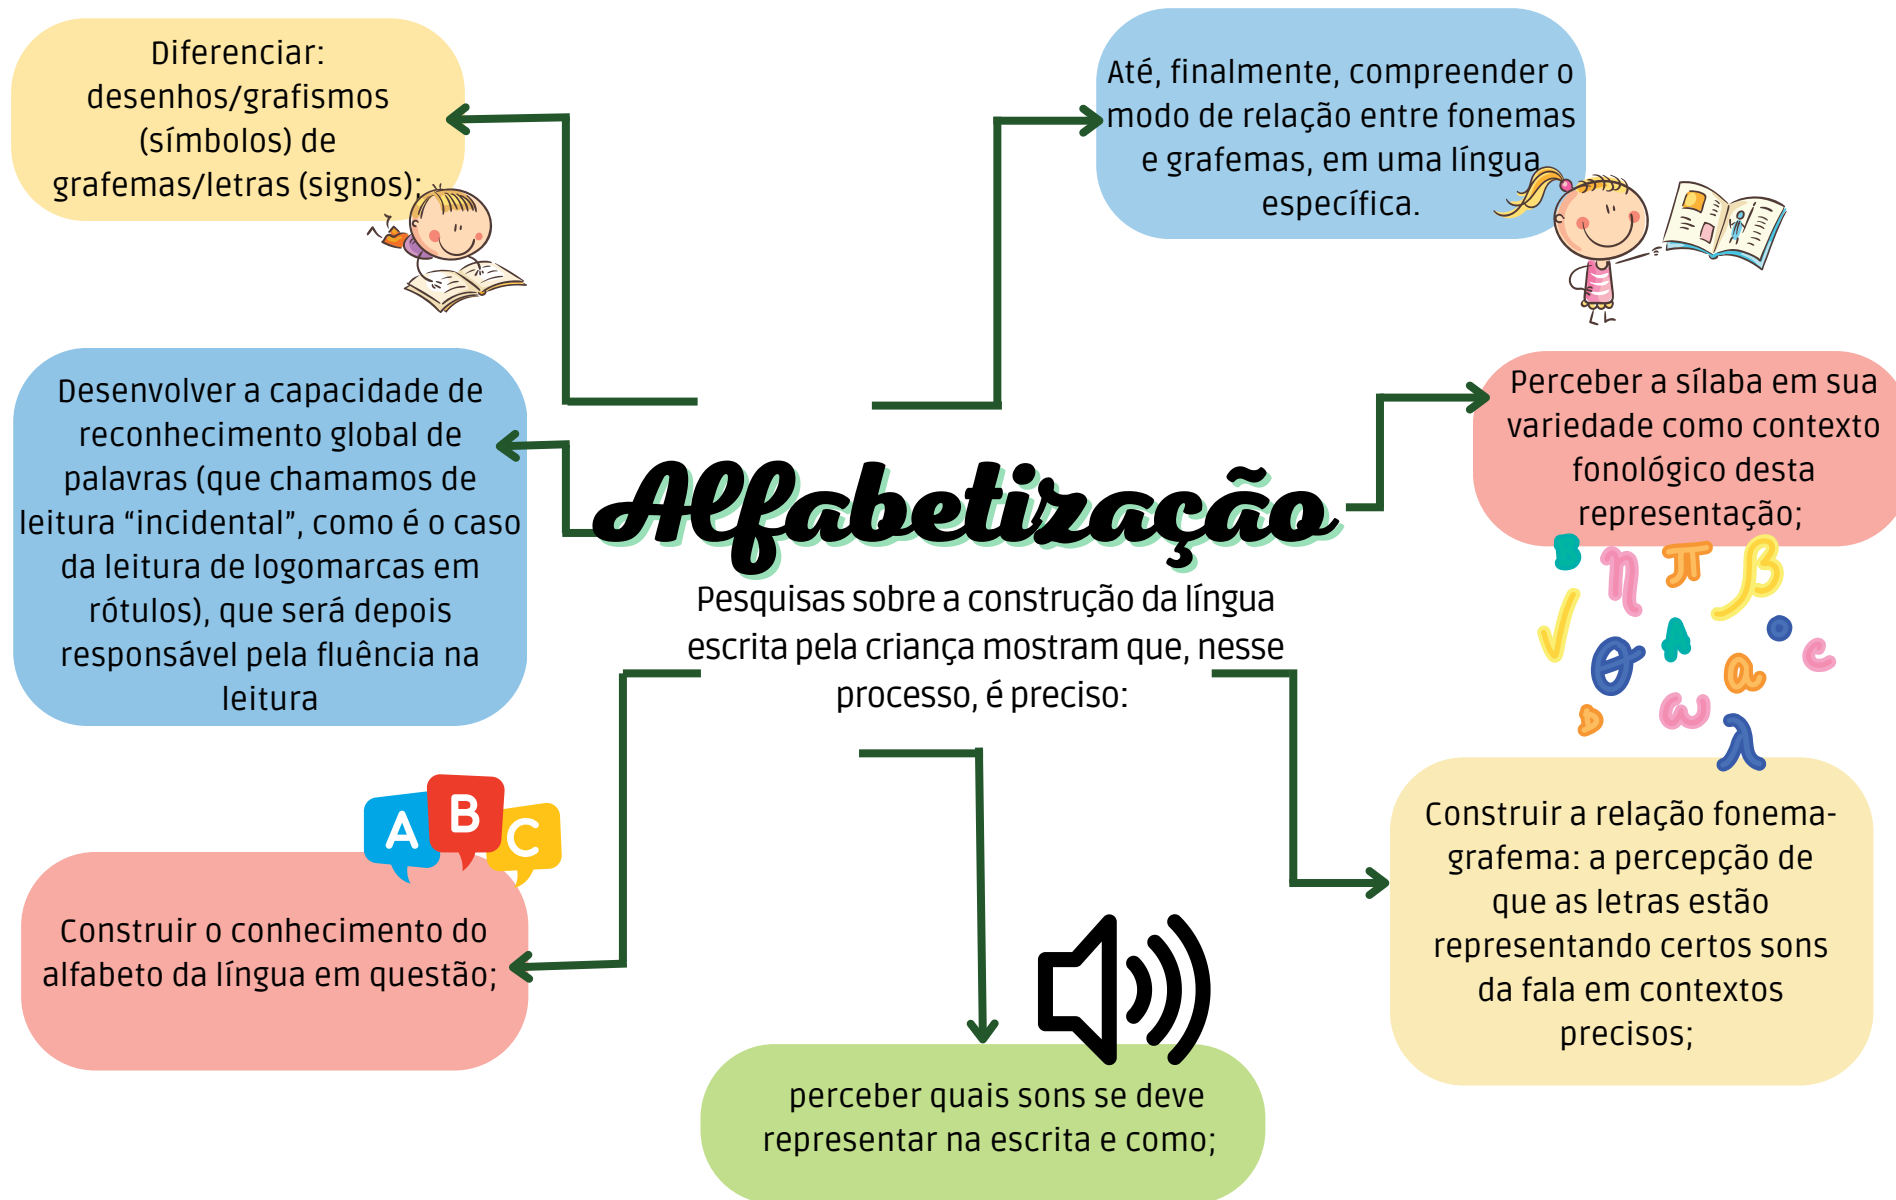 Diferenciar:
desenhos/grafismos
(símbolos) de
grafemas/letras (signos);
Até, finalmente, compreender o
modo de relação entre fonemas
e grafemas, em uma língua
específica.
Desenvolver a capacidade de
reconhecimento global de
palavras (que chamamos de
leitura “incidental”, como é o caso
da leitura de logomarcas em
rótulos), que será depois
responsável pela fluência na
leitura
Perceber a sílaba em sua
variedade como contexto
fonológico desta
representação;
Alfabetização
Pesquisas sobre a construção da língua
escrita pela criança mostram que, nesse
processo, é preciso:
B η π β
√ θ A o c
a
D ω λ
A B C
Construir o conhecimento do
alfabeto da língua em questão;
Construir a relação fonema-
grafema: a percepção de
que as letras estão
representando certos sons
da fala em contextos
precisos;
perceber quais sons se deve
representar na escrita e como;